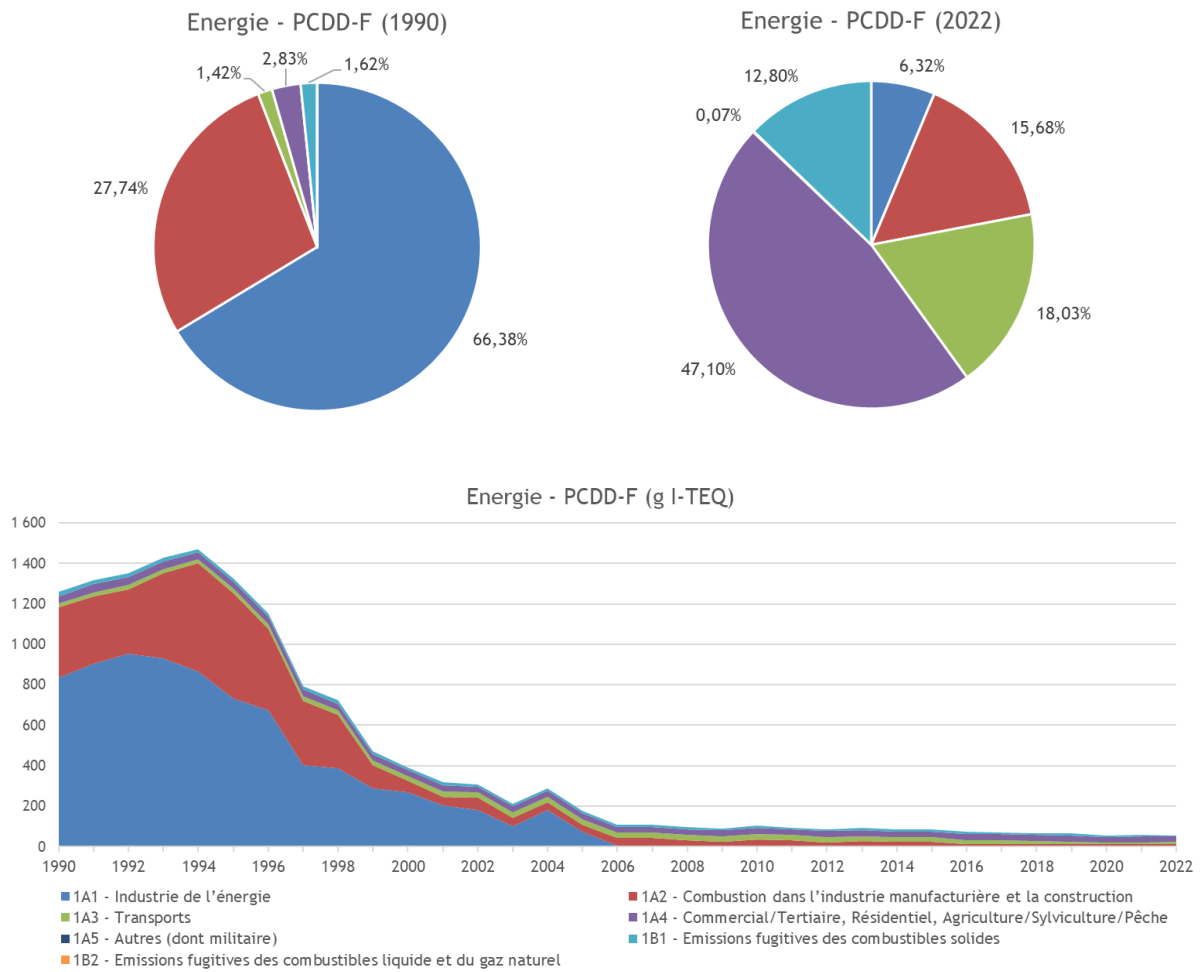 Energie - PCDD-F (1990)
Energie - PCDD-F (2022)
1,42%
2,83%
1,62%
27,74%
66,38%
12,80%
6,32%
0,07%
15,68%
47,10%
18,03%
Energie - PCDD-F (g I-TEQ)
1 600
1 400
1 200
1 000
800
600
400
200
0
1990 1992 1994 1996 1998 2000 2002 2004 2006 2008 2010 2012 2014 2016 2018 2020 2022
1A1 - Industrie de l’énergie
1A2 - Combustion dans l’industrie manufacturière et la construction
1A3 - Transports
1A4 - Commercial/Tertiaire, Résidentiel, Agriculture/Sylviculture/Pêche
1A5 - Autres (dont militaire)
1B1 - Emissions fugitives des combustibles solides
1B2 - Emissions fugitives des combustibles liquide et du gaz naturel